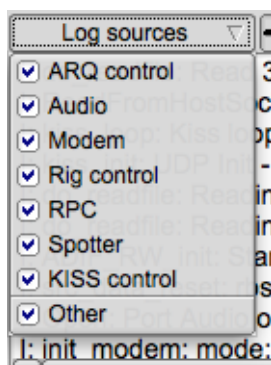 Log sources
ARQ control
Audio
Modem
Rig control
RPC
Spotter
KISS control
Other
I: init_modem: mode: